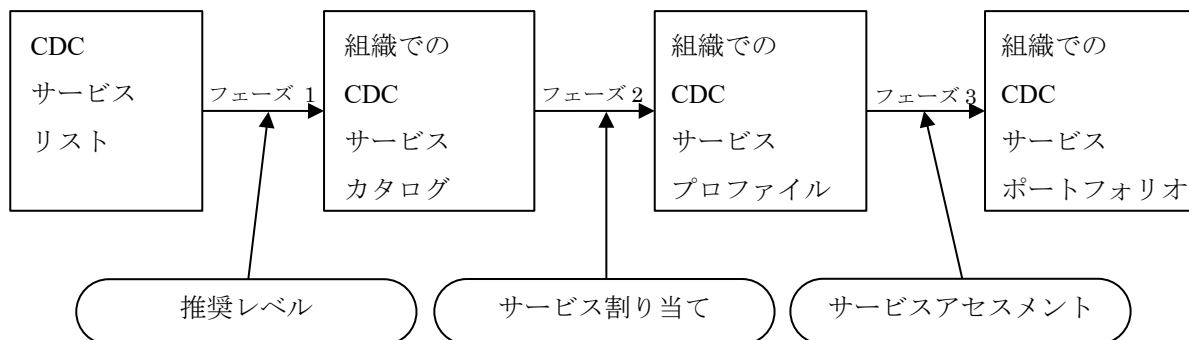 CDC
サービス
リスト
フェーズ 1
組織での
CDC
サービス
カタログ
フェーズ 2
組織での
CDC
サービス
プロファイル
フェーズ 3
組織での
CDC
サービス
ポートフォリオ
推奨レベル
サービス割り当て
サービスアセスメント